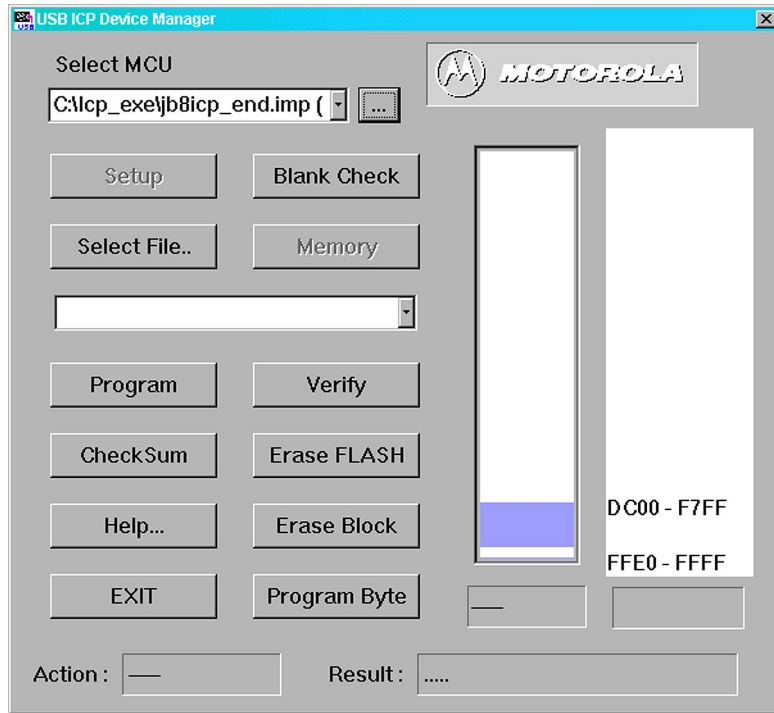 USB ICP Device Manager
Select MCU
MOTOROLA
C:\Icp_exe\jb8icp_end.imp (
...
Setup
Blank Check
Select File..
Memory
Program
Verify
CheckSum
Erase FLASH
Help...
Erase Block
EXIT
Program Byte
DC00 - F7FF
FFE0 - FFFF
Action :
Result :
.....